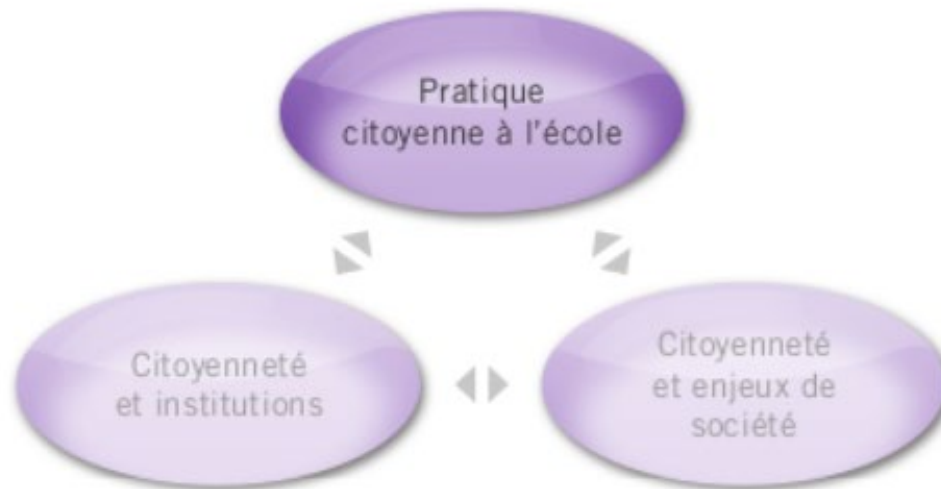 Pratique
citoyenne à l'école
Citoyenneté
et institutions
Citoyenneté
et enjeux de
société